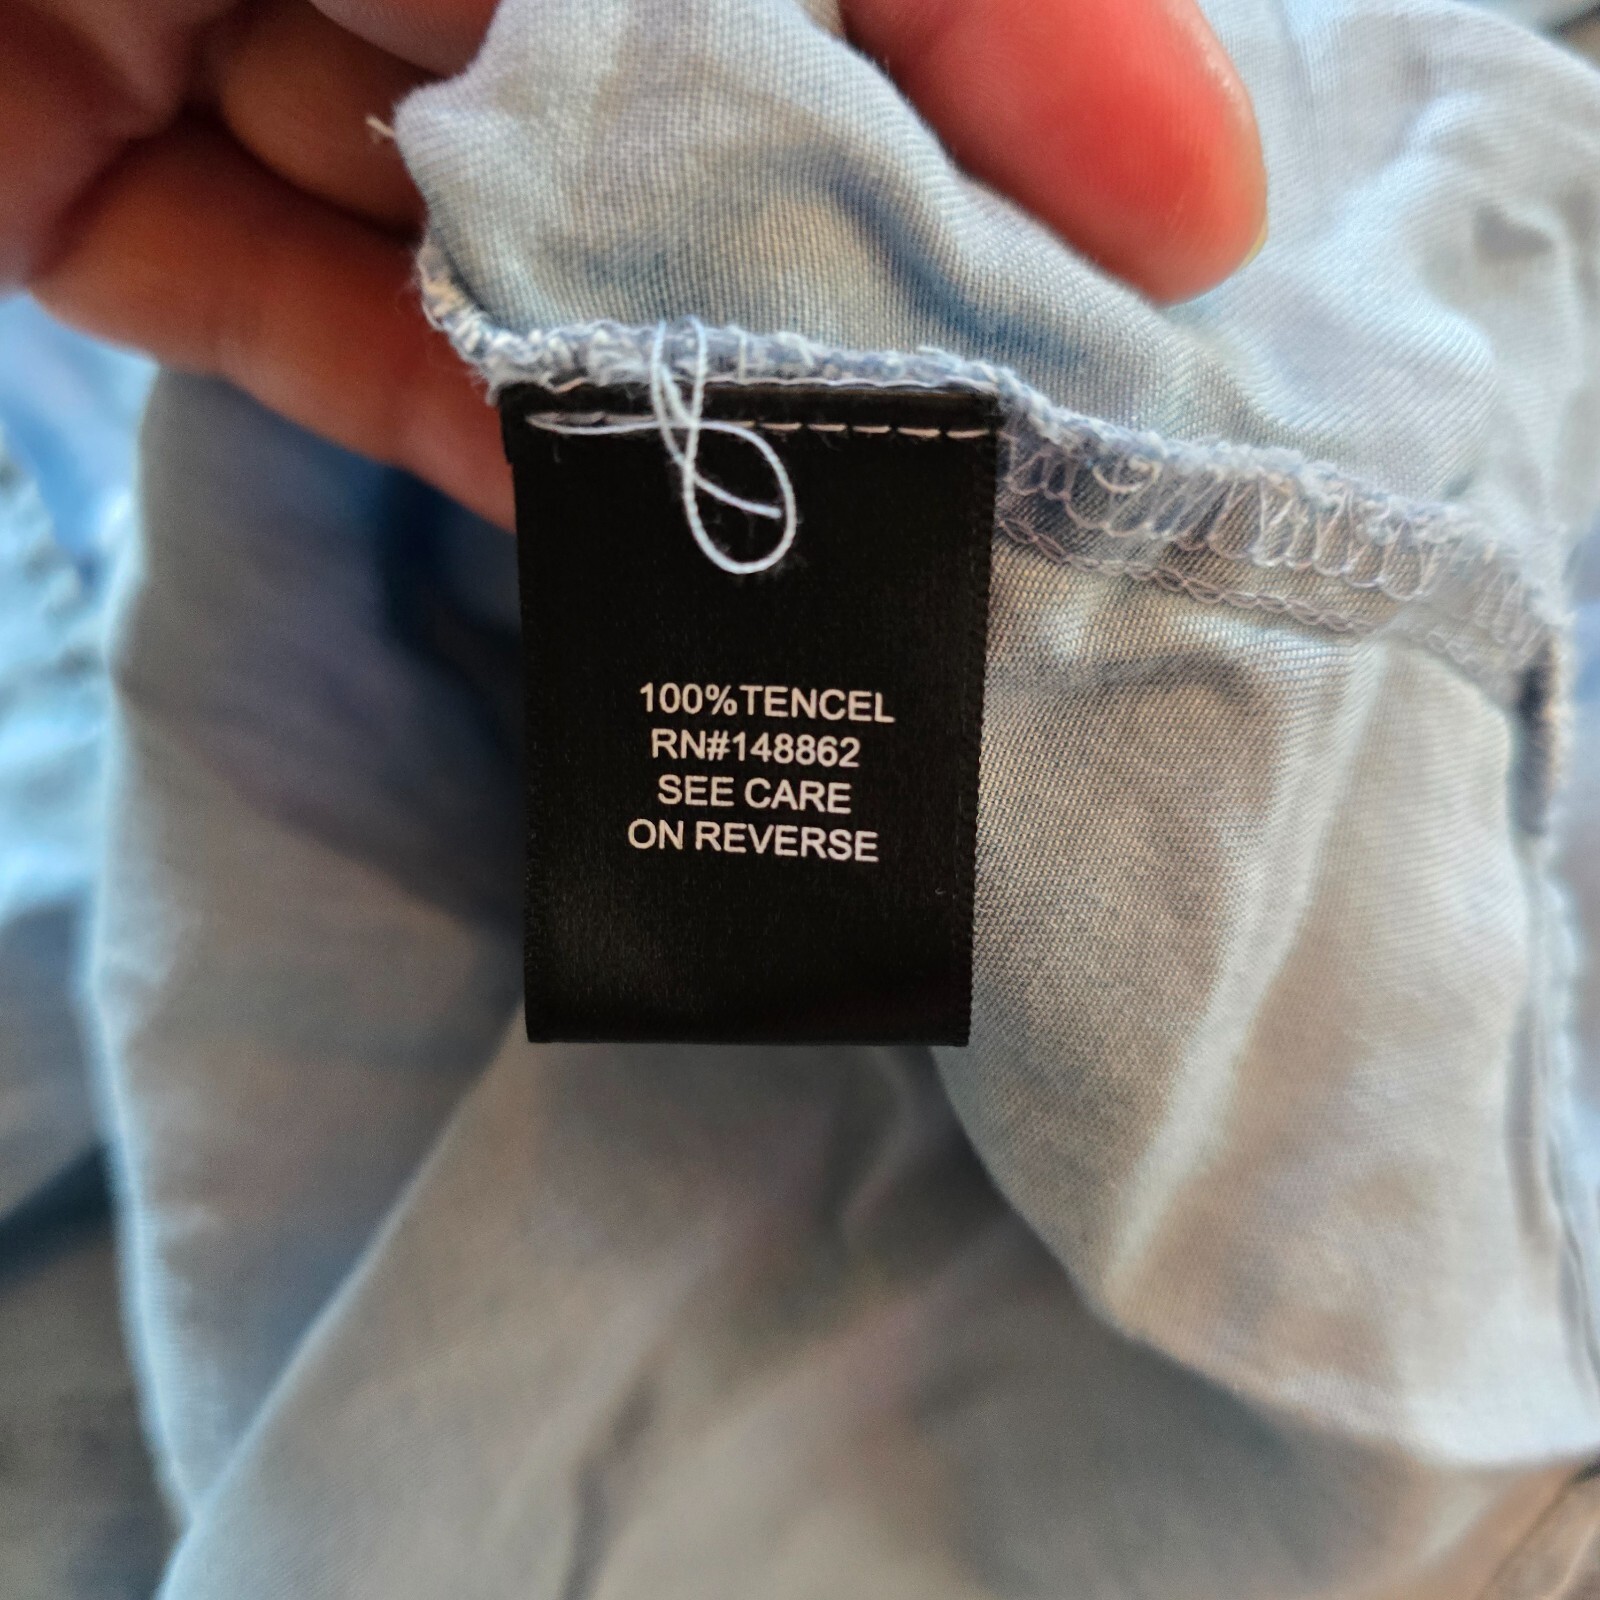 100%TENCEL
RN#148862
SEE CARE
ON REVERSE